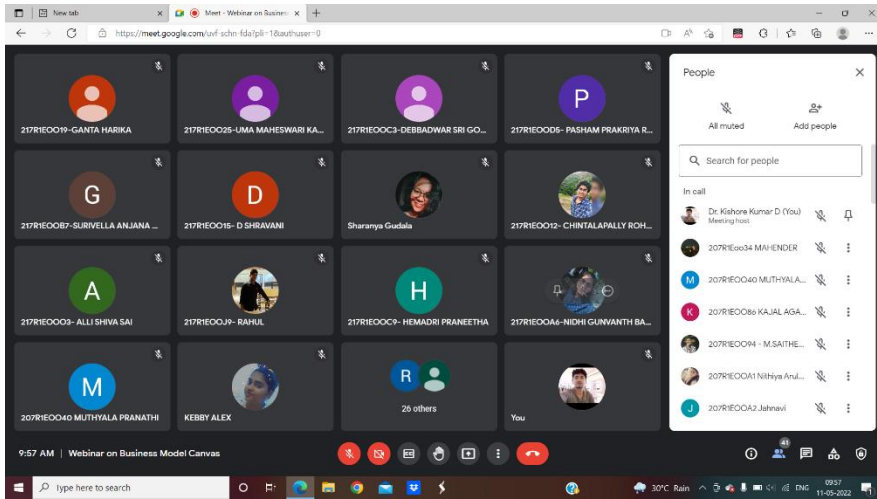 New tab
Meet - Webinar on Business
https://meet.google.com/uvf-schn-fda?pli=1&authuser=0
217R1EOO19-GANTA HARIKA
217R1EOO25-UMA MAHESWARI KA...
217R1EOOC3-DEBBADWAR SRI GO...
P
217R1EOOD5- PASHAM PRAKRIYA R...
G
217R1EOOB7-SURIVELLA ANJANA ...
D
217R1EOO15- D SHRAVANI
Sharanya Gudala
217R1EOO12- CHINTALAPALLY ROH...
A
217R1EOOO3- ALLI SHIVA SAI
217R1EOOJ9- RAHUL
H
217R1EOOC9- HEMADRI PRANEETHA
217R1EOOA6-NIDHI GUNVANTH BA...
M
207R1EOO40 MUTHYALA PRANATHI
KEBBY ALEX
R
26 others
You
People
All muted
Add people
Search for people
In call
Dr. Kishore Kumar D (You)
Meeting host
207R1Eoo34 MAHENDER
M
207R1EOO40 MUTHYALA...
K
207R1EOO86 KAJAL AGA...
207R1EOO94 - M.SAITHE...
207R1EOOA1 Nithiya Arul...
J
207R1EOOA2 Jahnavi
9:57 AM | Webinar on Business Model Canvas
41
Type here to search
30°C Rain
ENG
0957
11-05-2022